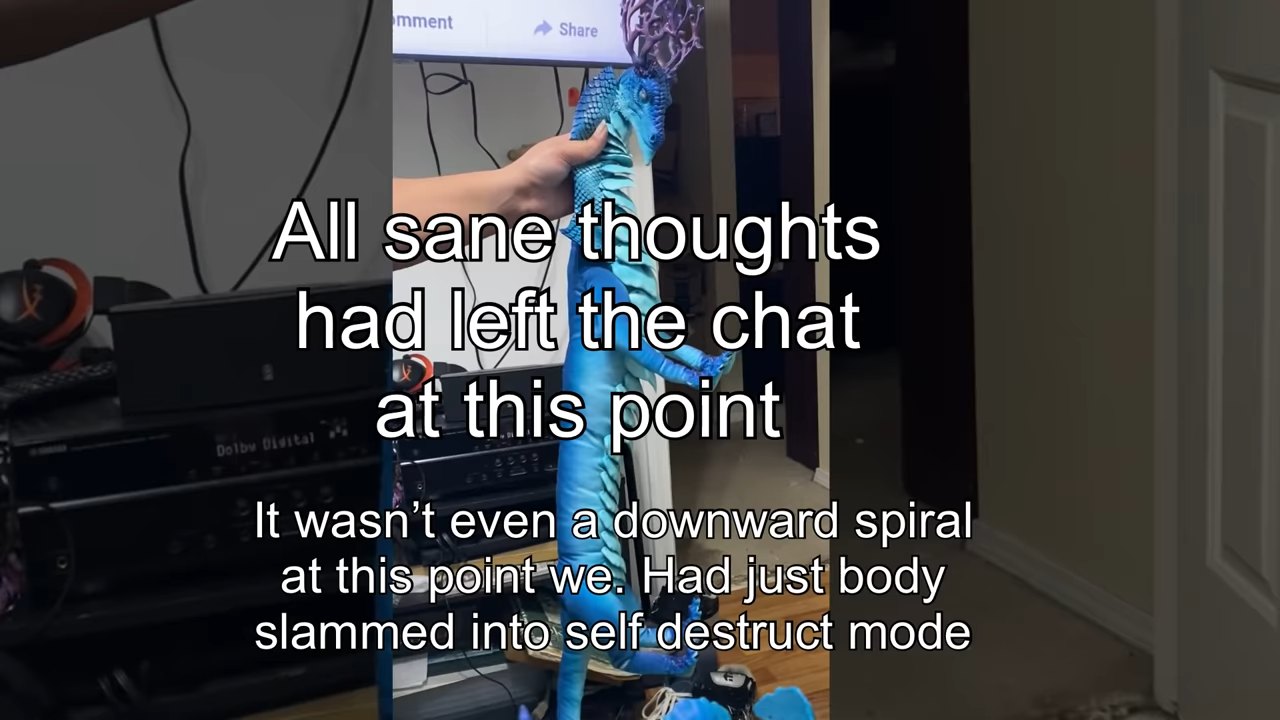 omment
Share
All sane thoughts
had left the chat
at this point
Dolby Digital
It wasn't even a downward spiral
at this point we. Had just body
slammed into self destruct mode